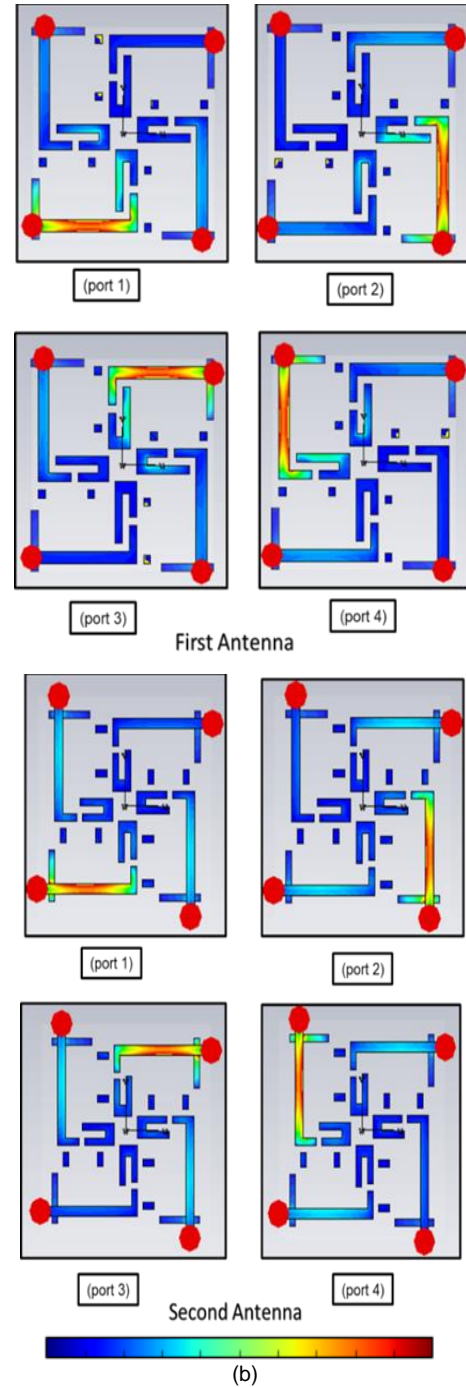 (port 1) (port 2)
(port 3) (port 4)
First Antenna
(port 1) (port 2)
(port 3) (port 4)
Second Antenna
(b)